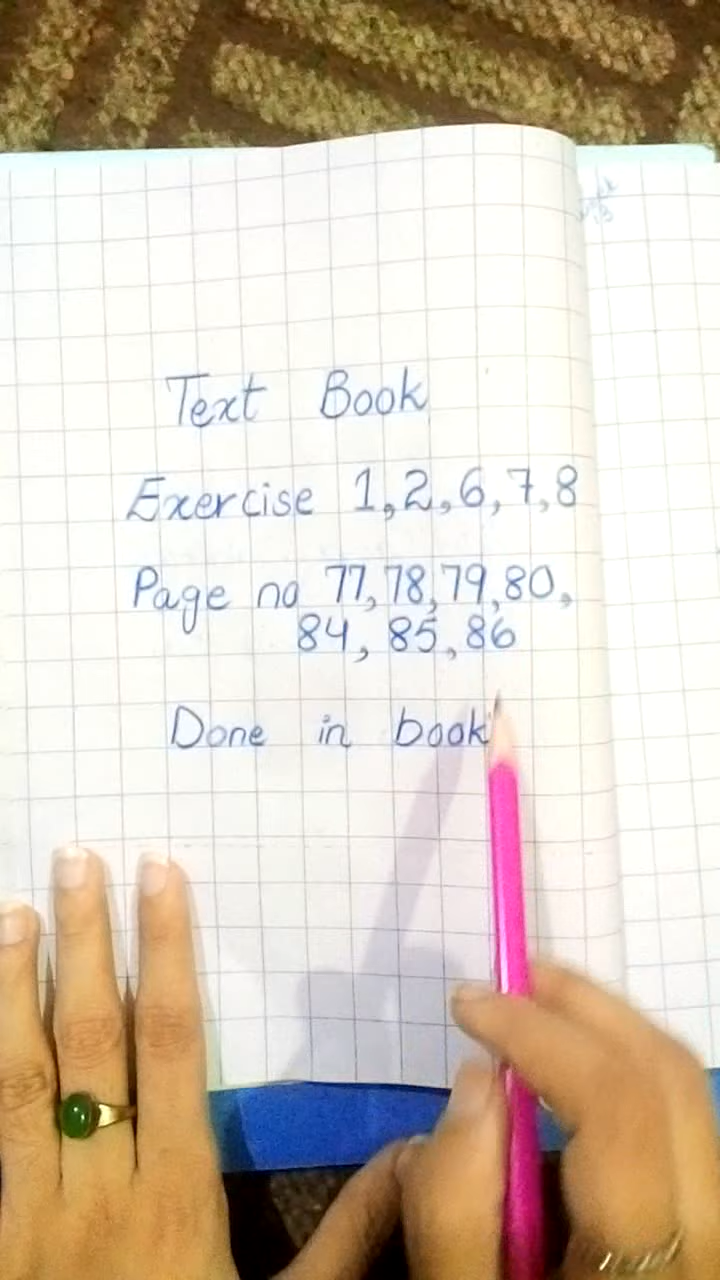 Text Book
Exercise 1,2,6,7,8
Page no 77,78,79,80,
84, 85,86
Done in book